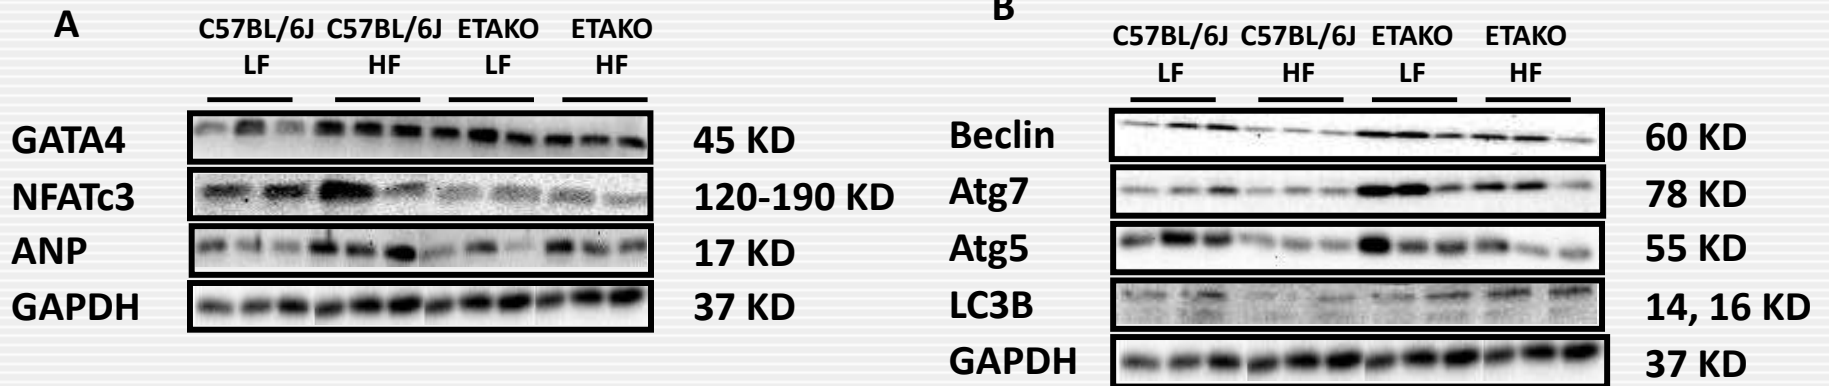 A
C57BL/6J C57BL/6J ETAKO ETAKO
LF HF LF HF
GATA4 45 KD
NFATc3 120-190 KD
ANP 17 KD
GAPDH 37 KD
B
C57BL/6J C57BL/6J ETAKO ETAKO
LF HF LF HF
Beclin 60 KD
Atg7 78 KD
Atg5 55 KD
LC3B 14, 16 KD
GAPDH 37 KD